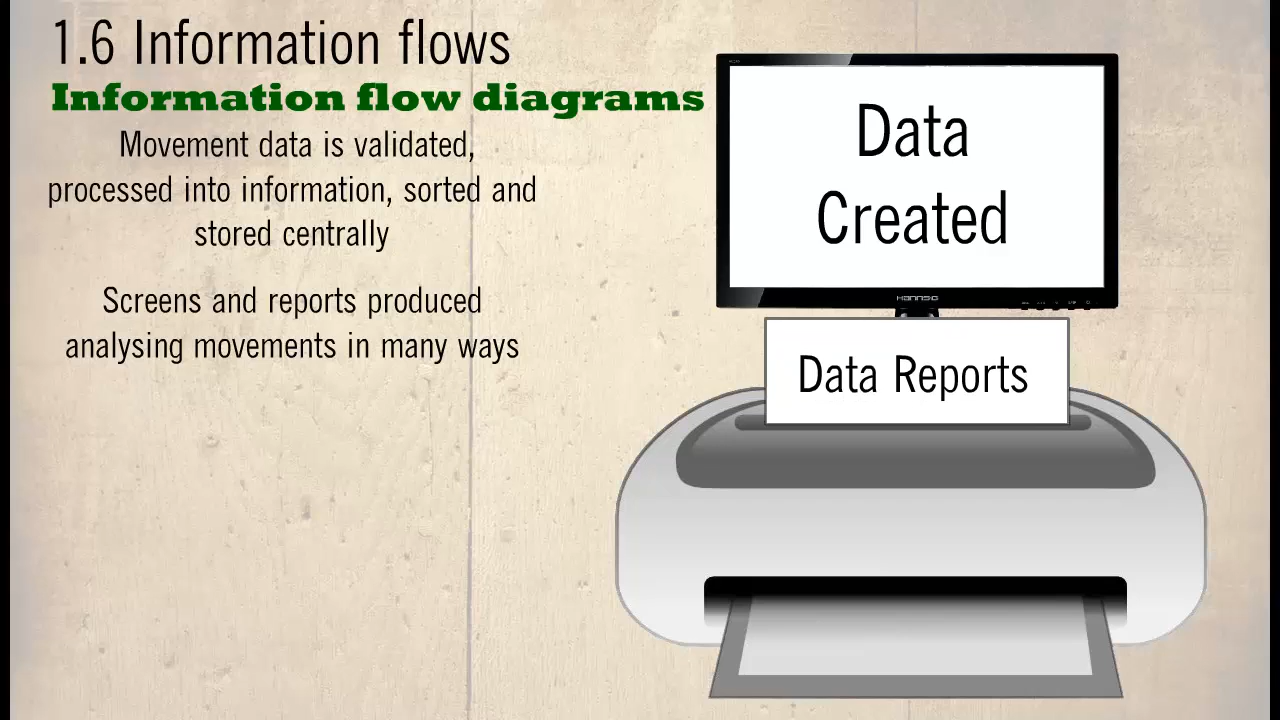 1.6 Information flows
Information flow diagrams
Movement data is validated,
processed into information, sorted and
stored centrally
Screens and reports produced
analysing movements in many ways
Data
Created
HANNSG
Data Reports